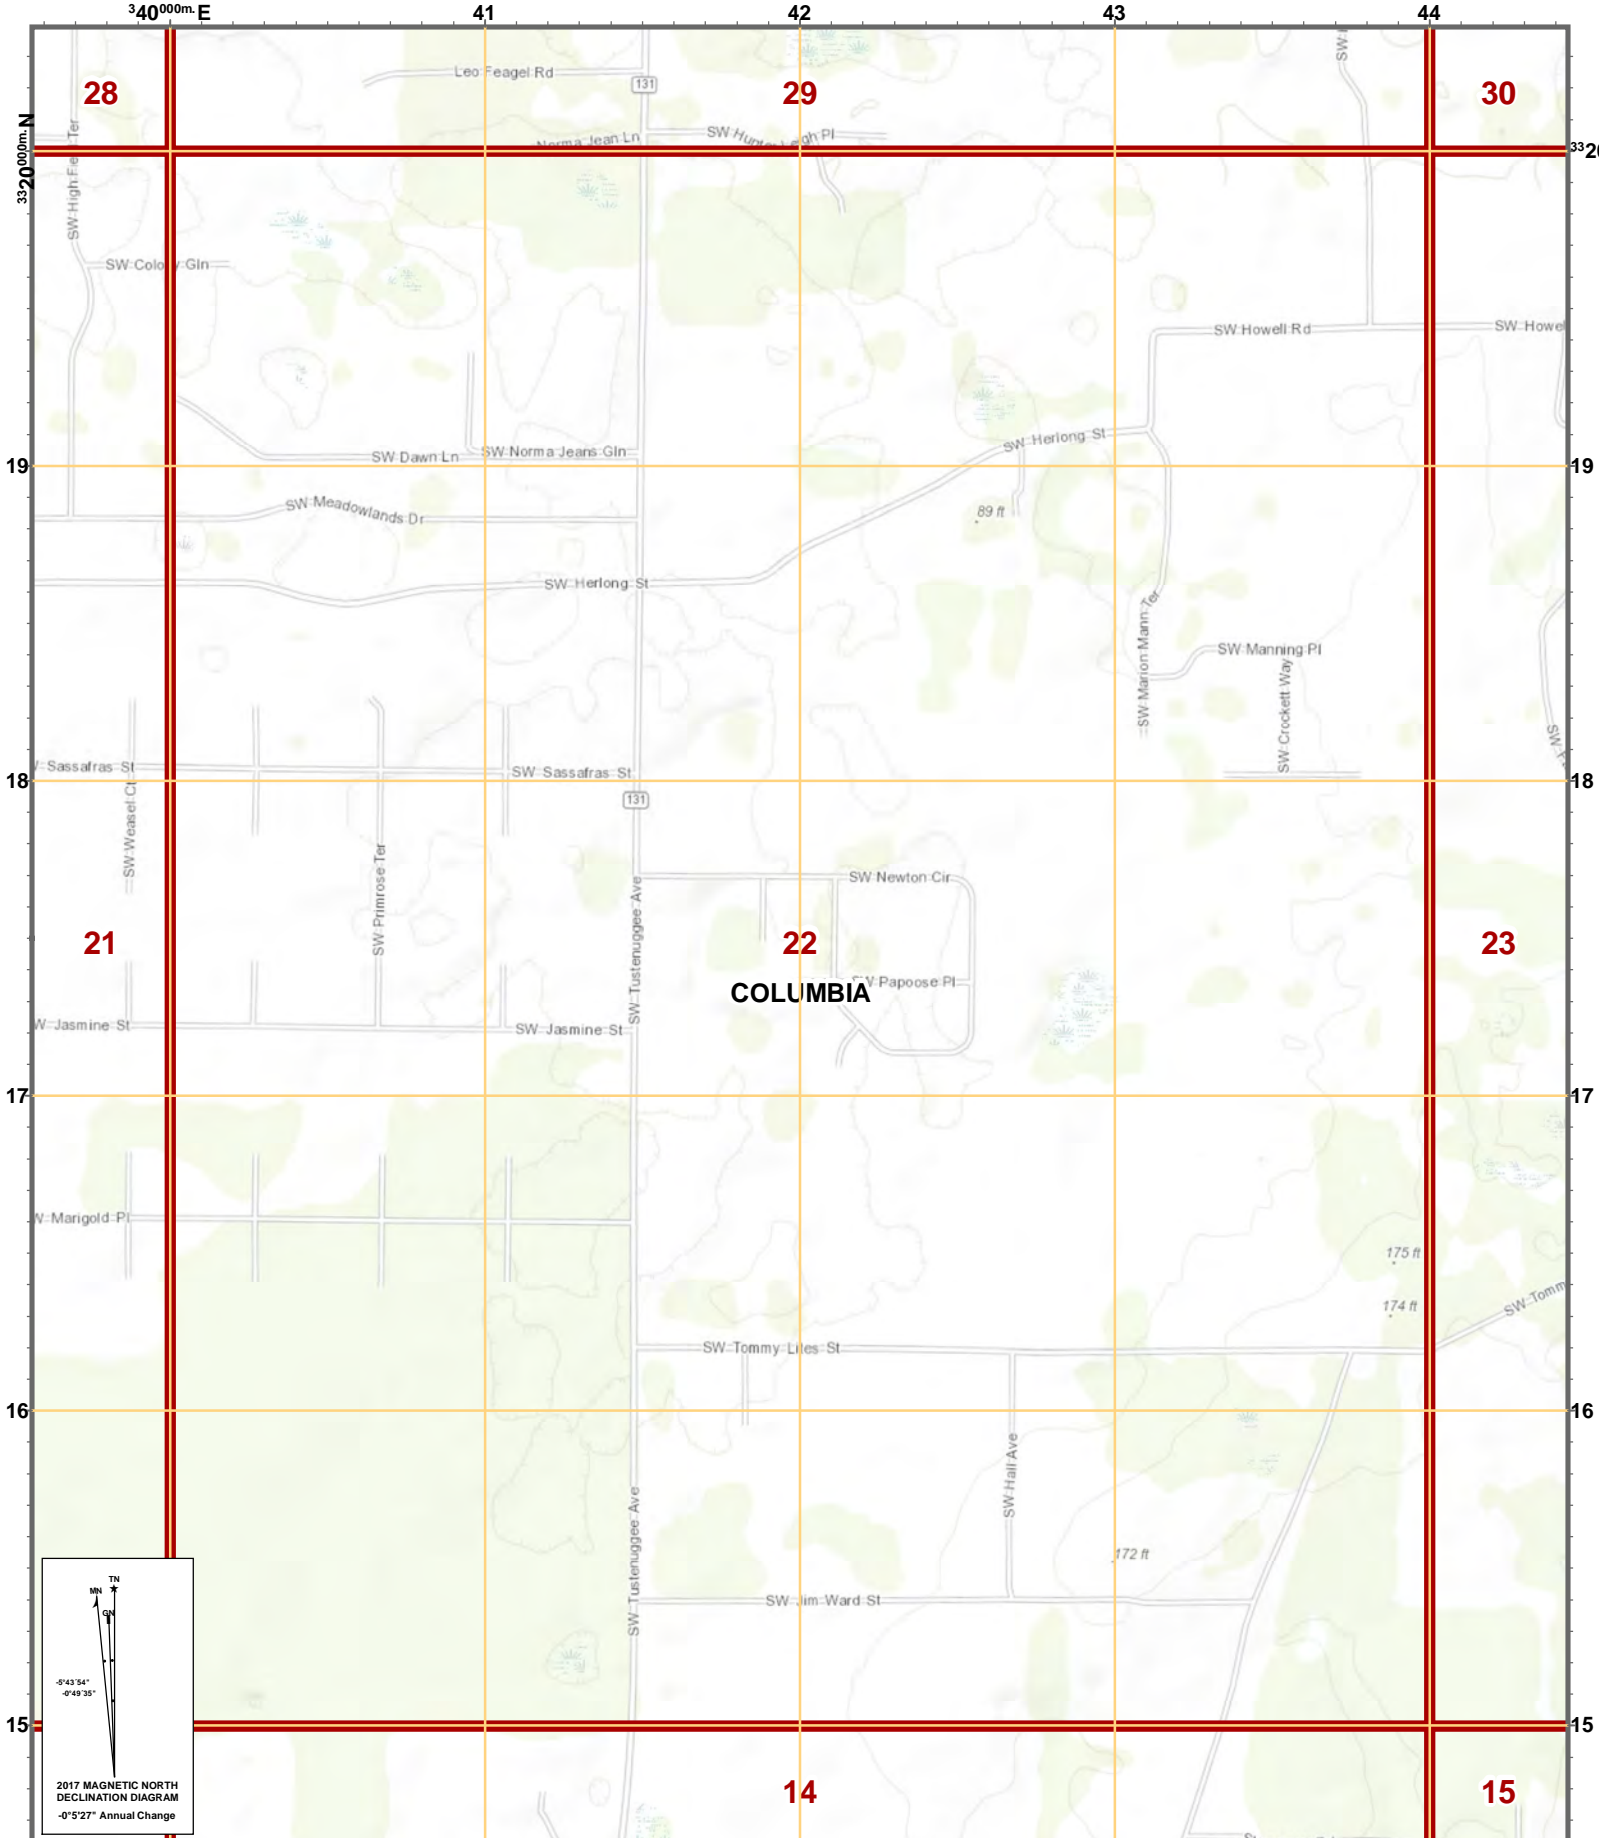 340000m. E
41
42
43
44
3320000m. N
3320
28
29
30
Leo Feagel Rd
131
SW Hunter Leigh Pl
Norma Jean Ln
SW High Field Ter
SW Colony Gln
SW Howell Rd
SW Howel
SW Herlong St
SW Dawn Ln
SW Norma Jeans Gln
19
19
SW Meadowlands Dr
89 ft
SW Herlong St
SW Marion Mann Ter
SW Manning Pl
SW Crockett Way
SW Sassafras St
Sassafras St
18
18
131
SW Weasel Ct
SW Primrose Ter
SW Tustenuggee Ave
SW Newton Cir
21
22
23
COLUMBIA
SW Papoose Pl
W Jasmine St
SW Jasmine St
17
17
W Marigold Pl
175 ft
174 ft
SW Tomm
SW Tommy Liles St
16
16
SW Hall Ave
SW Tustenuggee Ave
172 ft
SW Jim Ward St
15
15
14
15
TN
MN
GN
-5°43'54"
-0°49'35"
2017 MAGNETIC NORTH
DECLINATION DIAGRAM
-0°5'27" Annual Change